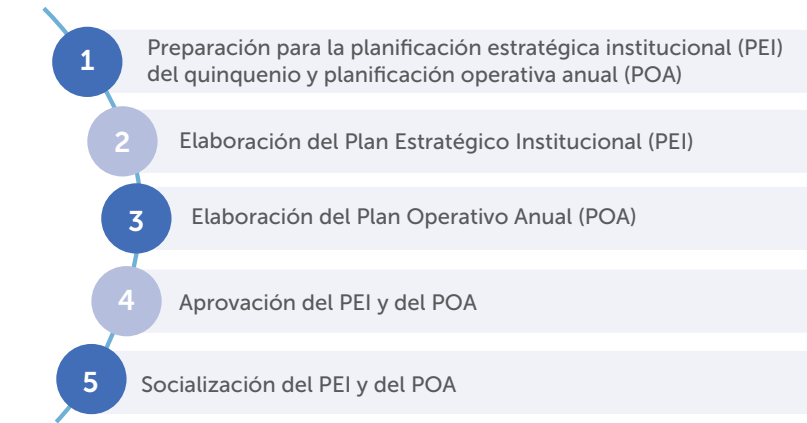 1
Preparación para la planificación estratégica institucional (PEI)
del quinquenio y planificación operativa anual (POA)
2
Elaboración del Plan Estratégico Institucional (PEI)
3
Elaboración del Plan Operativo Anual (POA)
4
Aprovación del PEI y del POA
5
Socialización del PEI y del POA